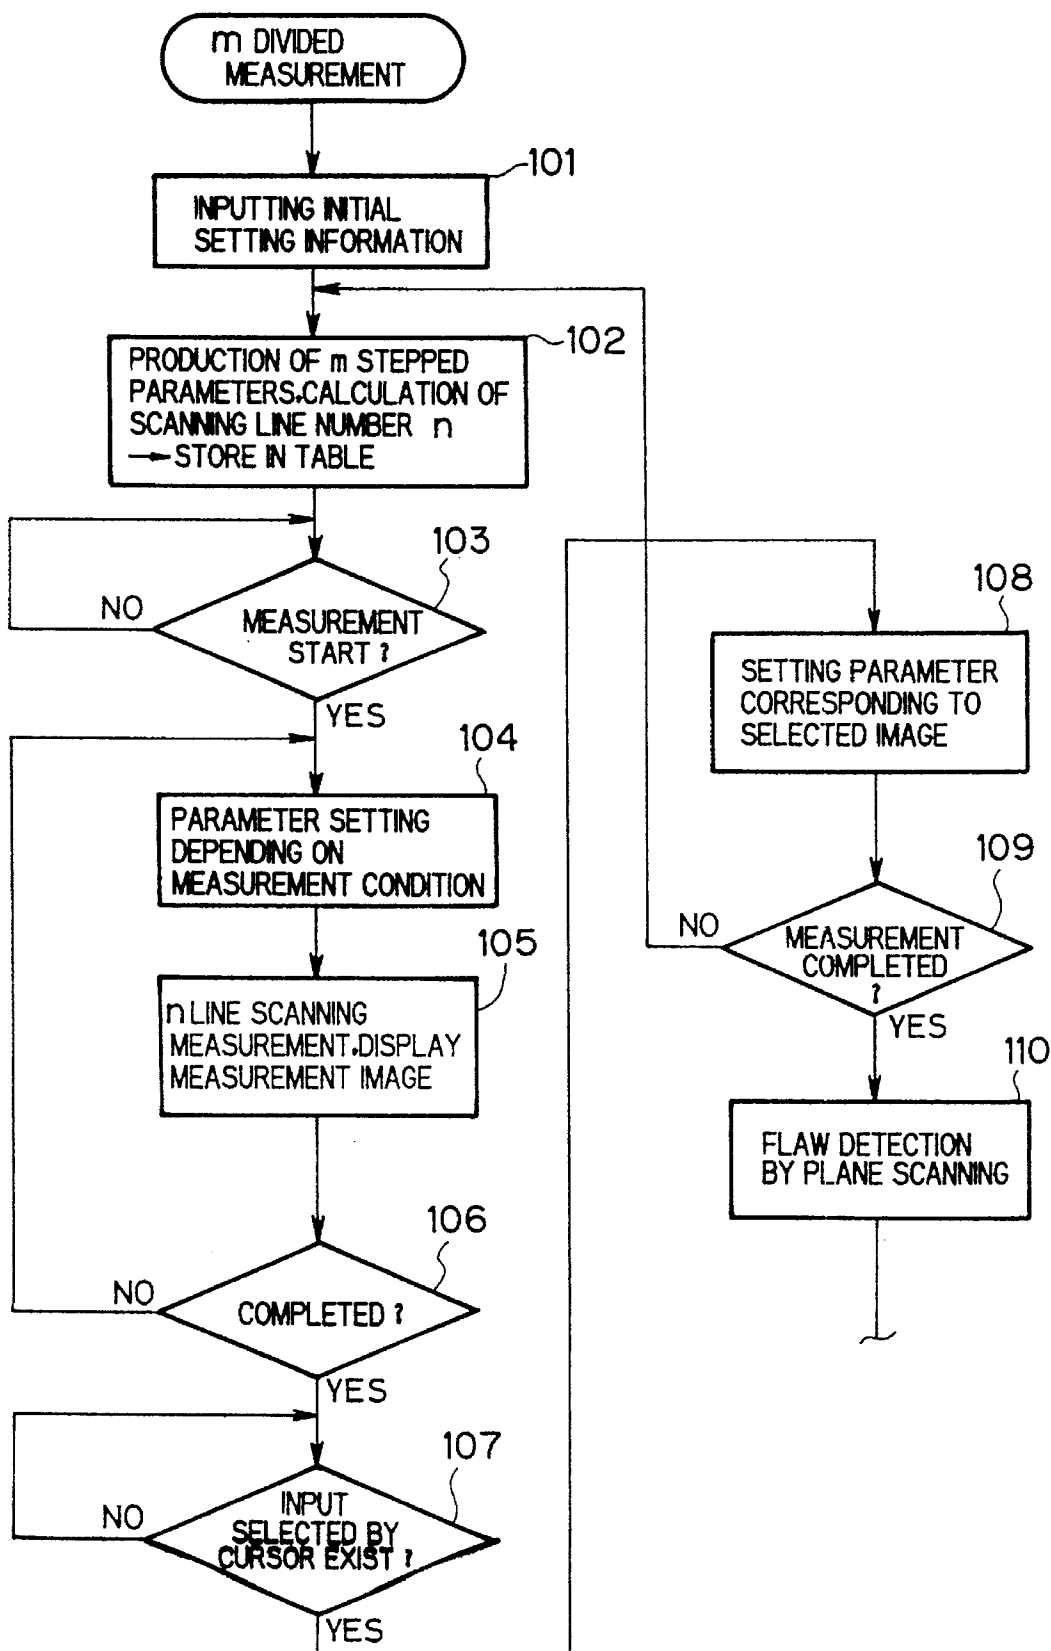 m DIVIDED
MEASUREMENT
101
INPUTTING INITIAL
SETTING INFORMATION
102
PRODUCTION OF m STEPPED
PARAMETERS.CALCULATION OF
SCANNING LINE NUMBER n
→STORE IN TABLE
103
NO
MEASUREMENT
START ?
YES
104
PARAMETER SETTING
DEPENDING ON
MEASUREMENT CONDITION
105
n LINE SCANNING
MEASUREMENT.DISPLAY
MEASUREMENT IMAGE
106
NO
COMPLETED ?
YES
107
NO
INPUT
SELECTED BY
CURSOR EXIST ?
YES
108
SETTING PARAMETER
CORRESPONDING TO
SELECTED IMAGE
109
NO
MEASUREMENT
COMPLETED
?
YES
110
FLAW DETECTION
BY PLANE SCANNING